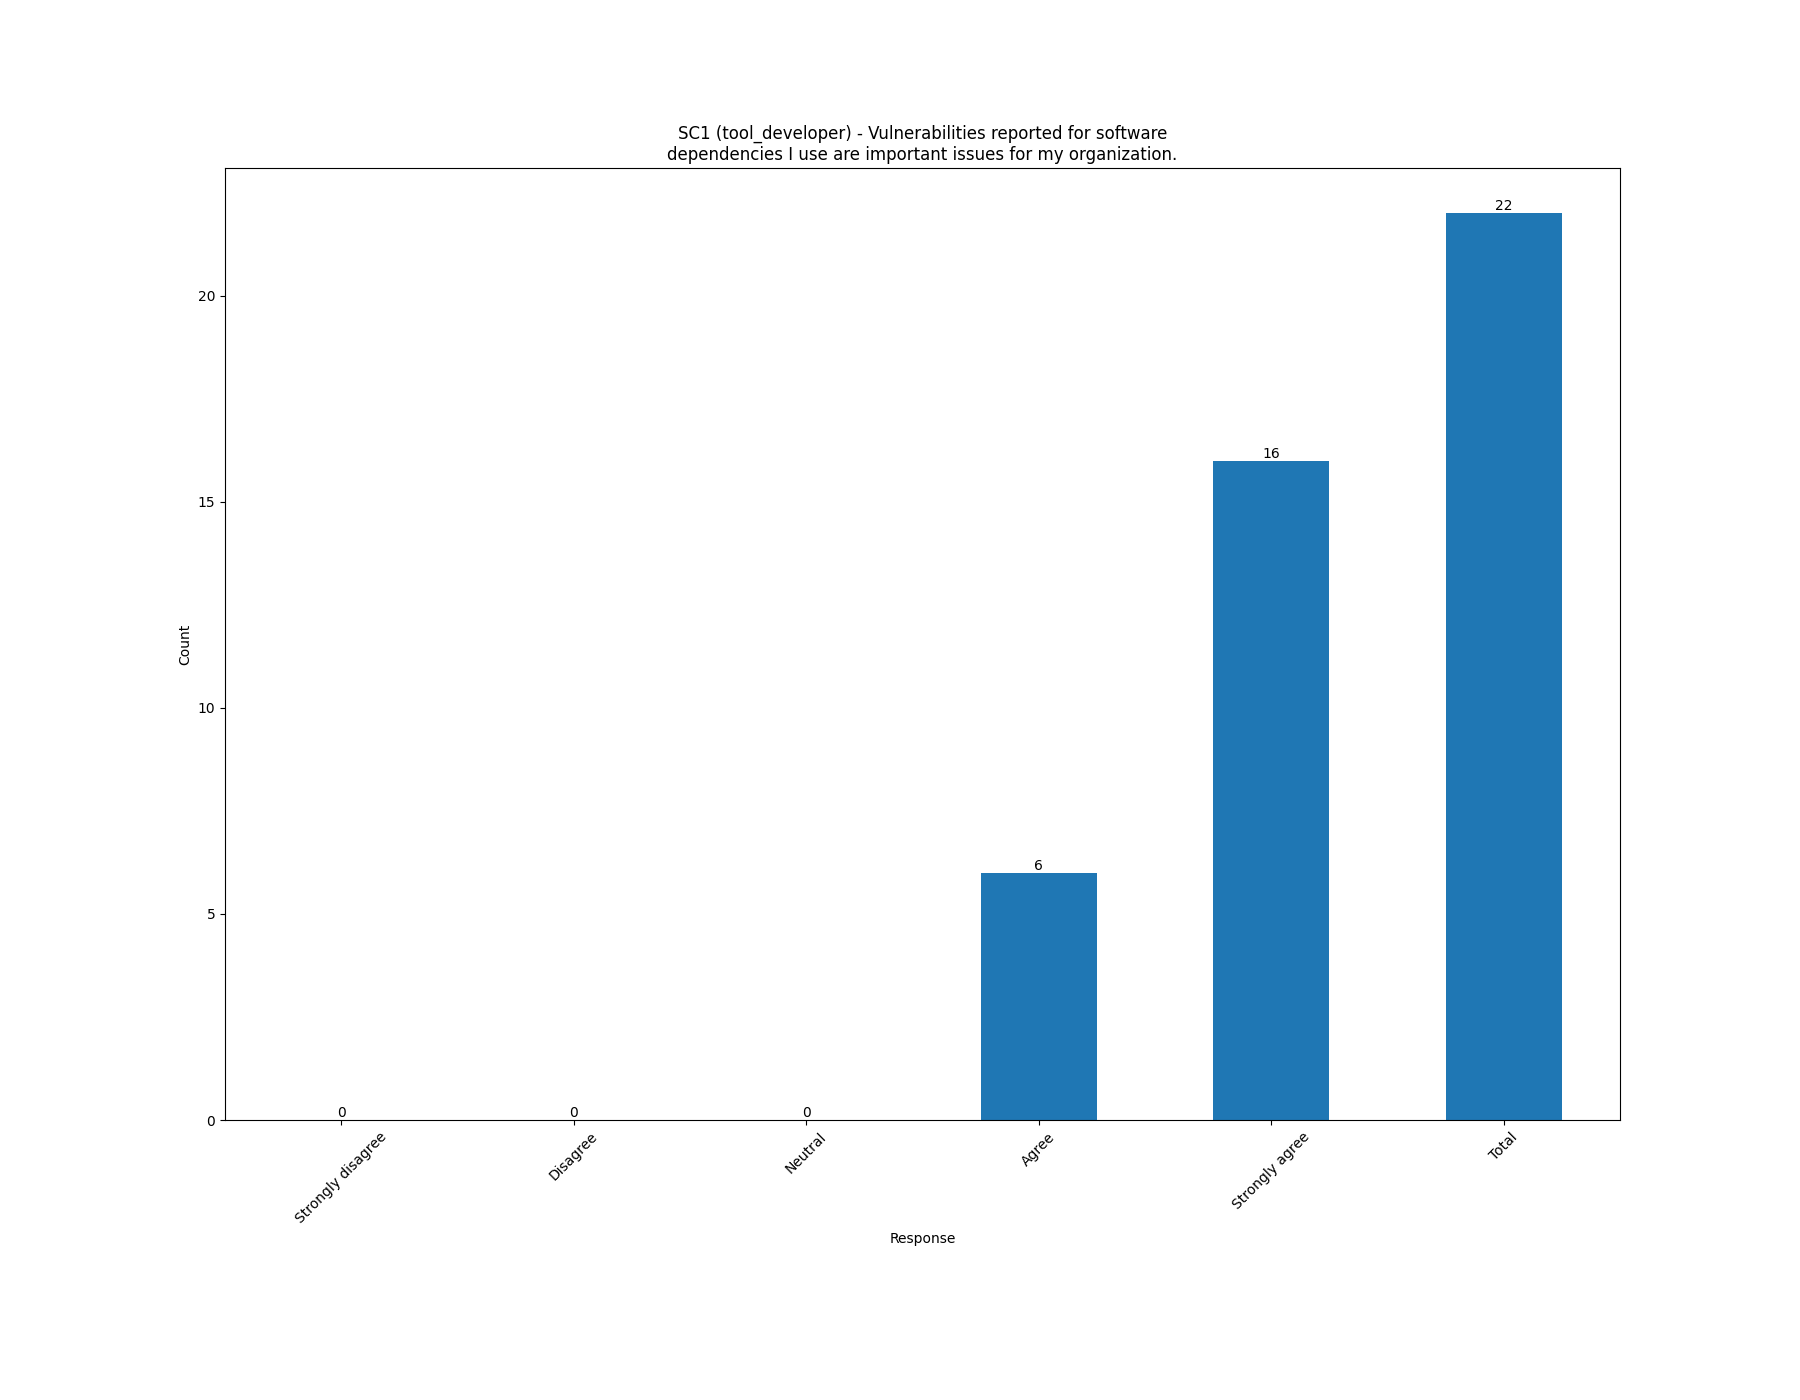 SC1 (tool_developer) - Vulnerabilities reported for software
dependencies I use are important issues for my organization.
22
20
16
15
Count
10
6
5
0
0
0
0
Strongly disagree
Disagree
Neutral
Agree
Strongly agree
Total
Response